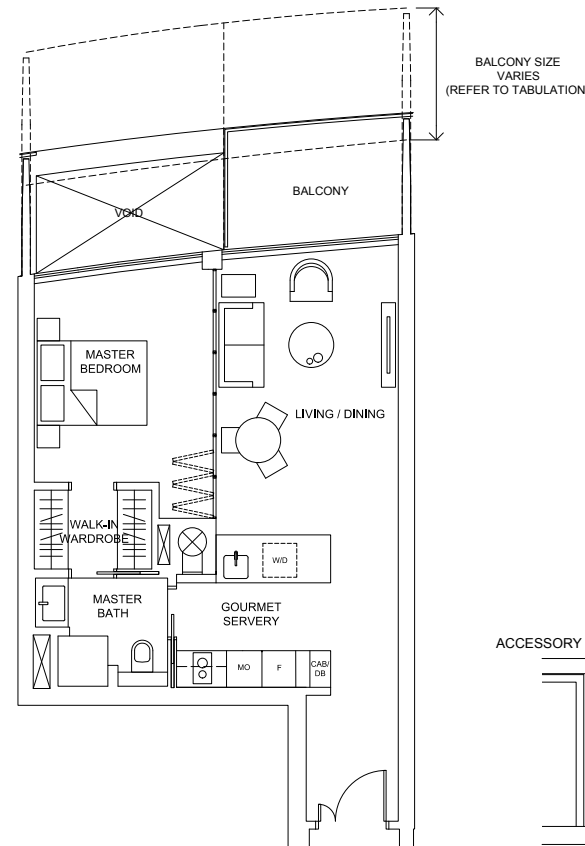 BALCONY SIZE
VARIES
(REFER TO TABULATION
BALCONY
VOID
MASTER
BEDROOM
LIVING / DINING
WALK-IN
WARDROBE
W/D
MASTER
BATH
GOURMET
SERVERY
MO
F
CAB/
DB
ACCESSORY